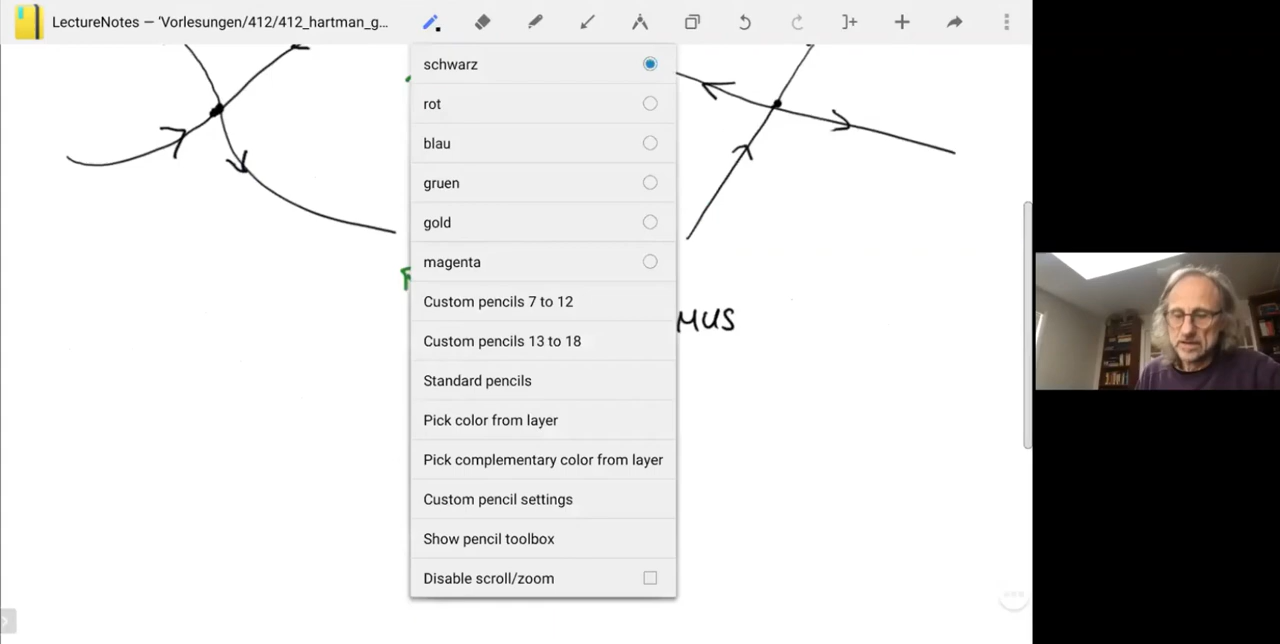 LectureNotes — 'Vorlesungen/412/412_hartman_g...
schwarz
rot
blau
gruen
gold
magenta
Custom pencils 7 to 12
MUS
Custom pencils 13 to 18
Standard pencils
Pick color from layer
Pick complementary color from layer
Custom pencil settings
Show pencil toolbox
Disable scroll/zoom